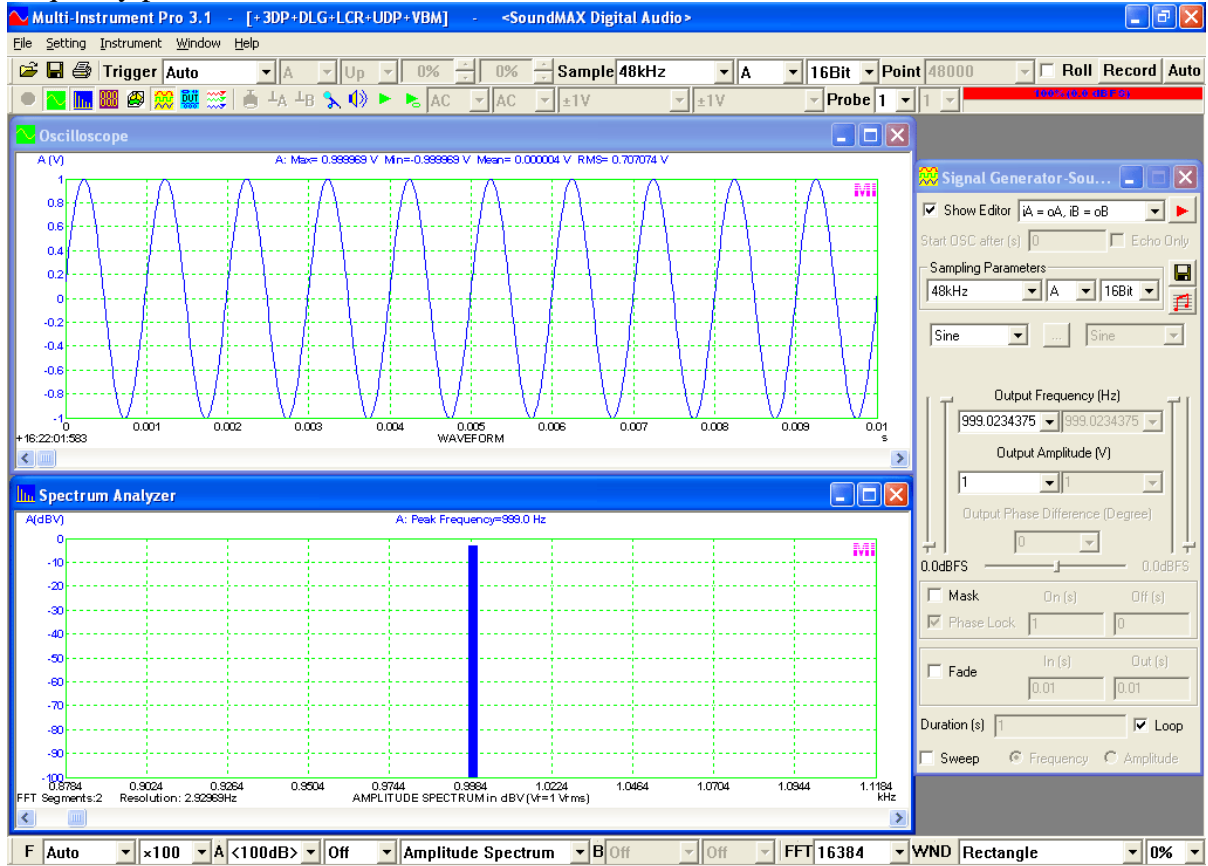 Multi-Instrument Pro 3.1 - [+3DP+DLG+LCR+UDP+VBM] - <SoundMAX Digital Audio>
File Setting Instrument Window Help
Trigger Auto A Up 0% 0% Sample 48kHz A 16Bit Point 48000 Roll Record Auto
DUT A B AC AC ±1V ±1V Probe 1 1 100% (0.0 dBFS)
Oscilloscope
A (V) A: Max= 0.999969 V Min=-0.999969 V Mean= 0.000004 V RMS= 0.707074 V
MI
1
0.8
0.6
0.4
0.2
0
-0.2
-0.4
-0.6
-0.8
-1
0 0.001 0.002 0.003 0.004 0.005 0.006 0.007 0.008 0.009 0.01
+16:22:01:583 WAVEFORM s
Spectrum Analyzer
A(dBV) A: Peak Frequency=999.0 Hz
MI
0
-10
-20
-30
-40
-50
-60
-70
-80
-90
-100
0.8784 0.9024 0.9264 0.9504 0.9744 0.9984 1.0224 1.0464 1.0704 1.0944 1.1184
FFT Segments:2 Resolution: 2.92969Hz AMPLITUDE SPECTRUM in dBV (Vr=1 Vrms) kHz
Signal Generator-Sou...
Show Editor iA = oA, iB = oB
Start OSC after (s) 0 Echo Only
Sampling Parameters
48kHz A 16Bit
Sine ... Sine
Output Frequency (Hz)
999.0234375 999.0234375
Output Amplitude (V)
1 1
Output Phase Difference (Degree)
0
0.0dBFS 0.0dBFS
Mask On (s) Off (s)
Phase Lock 1 0
In (s) Out (s)
Fade 0.01 0.01
Duration (s) 1 Loop
Sweep Frequency Amplitude
F Auto ×100 A <100dB> Off Amplitude Spectrum B Off Off FFT 16384 WND Rectangle 0%